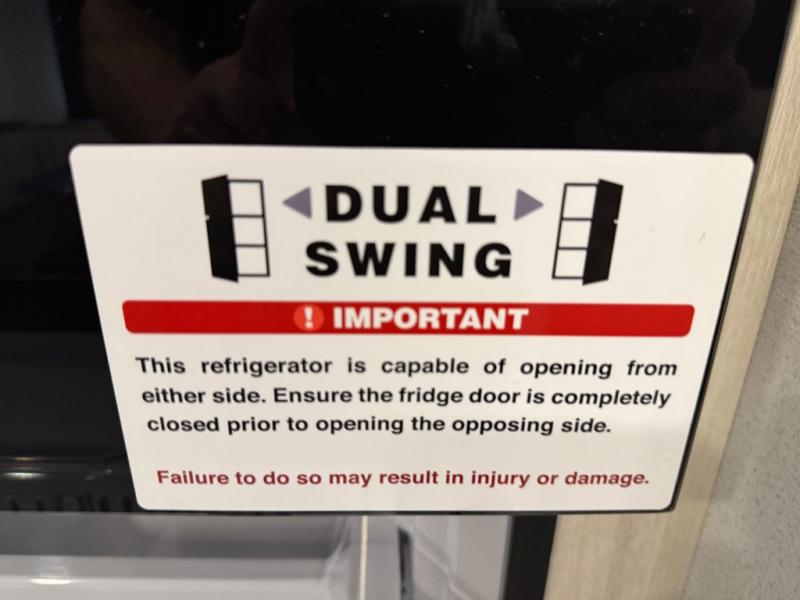 DUAL
SWING
! IMPORTANT
This refrigerator is capable of opening from
either side. Ensure the fridge door is completely
closed prior to opening the opposing side.
Failure to do so may result in injury or damage.